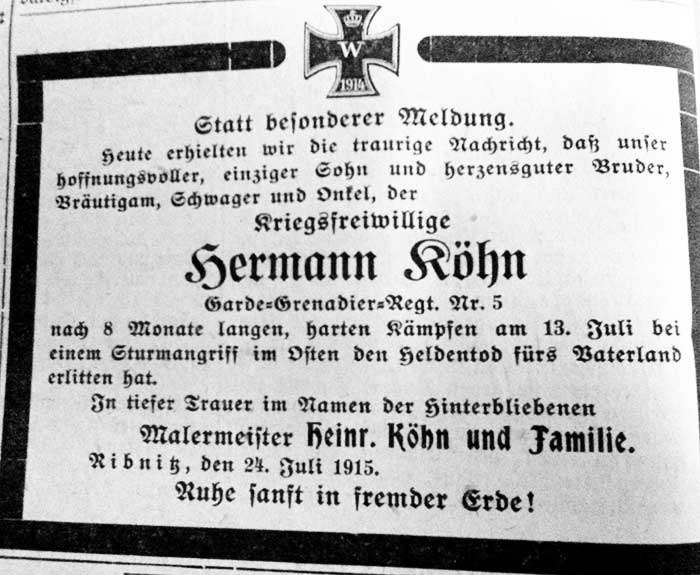 W
1914
Statt besonderer Meldung.
Heute erhielten wir die traurige Nachricht, daß unser
hoffnungsvoller, einziger Sohn und herzensguter Bruder,
Bräutigam, Schwager und Onkel, der
Kriegsfreiwillige
Hermann Köhn
Garde=Grenadier=Regt. Nr. 5
nach 8 Monate langen, harten Kämpfen am 13. Juli bei
einem Sturmangriff im Osten den Heldentod fürs Vaterland
erlitten hat.
In tiefer Trauer im Namen der Hinterbliebenen
Malermeister Heinr. Köhn und Familie.
Ribnitz, den 24. Juli 1915.
Ruhe sanft in fremder Erde!